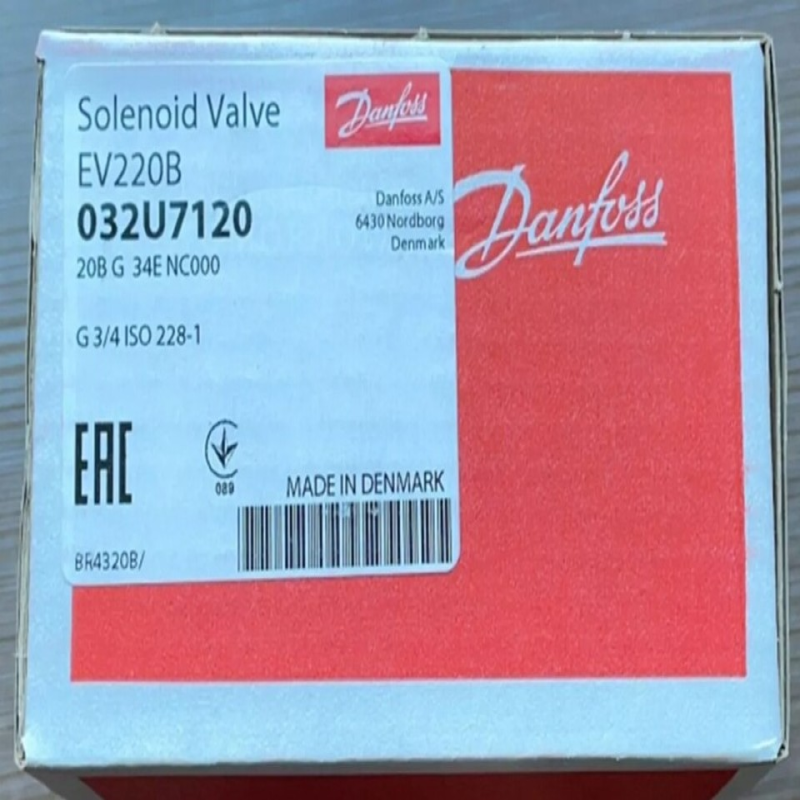 Solenoid Valve
Danfoss
EV220B
032U7120
Danfoss A/S
6430 Nordborg
Denmark
20B G 34E NC000
G 3/4 ISO 228-1
EAC
089
MADE IN DENMARK
BR4320B/
Danfoss